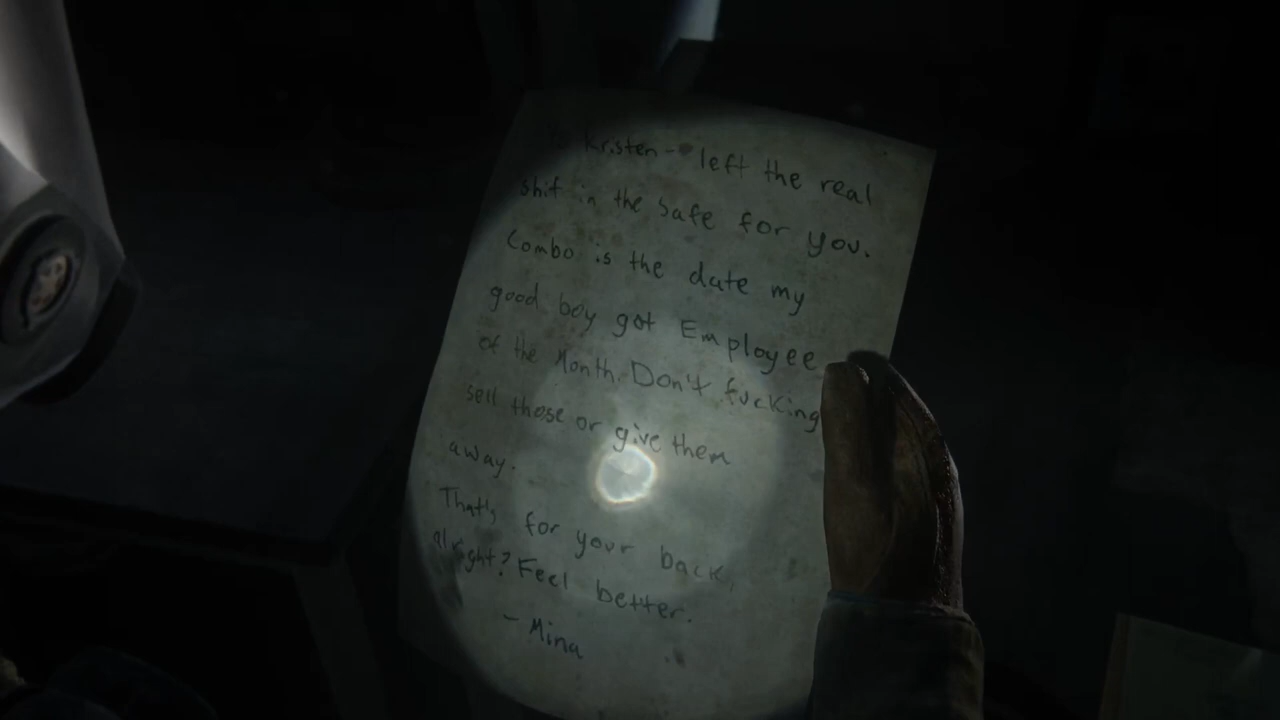 Kristen - left the real
shit in the safe for you.
Combo is the date my
good boy got Employee
of the Month. Don't fucking
sell those or give them
away.
That's for your back,
alright? Feel better.
- Mina